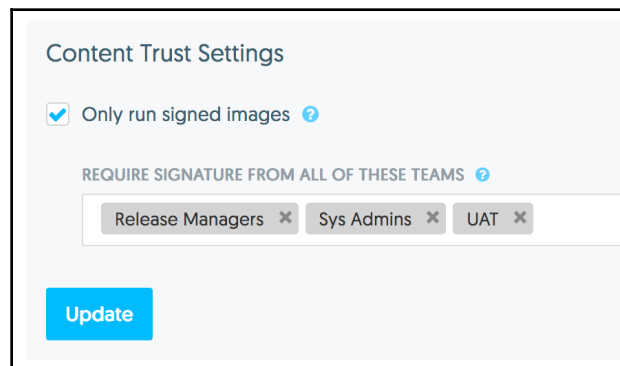 Content Trust Settings
Only run signed images ?
REQUIRE SIGNATURE FROM ALL OF THESE TEAMS ?
Release Managers × Sys Admins × UAT ×
Update